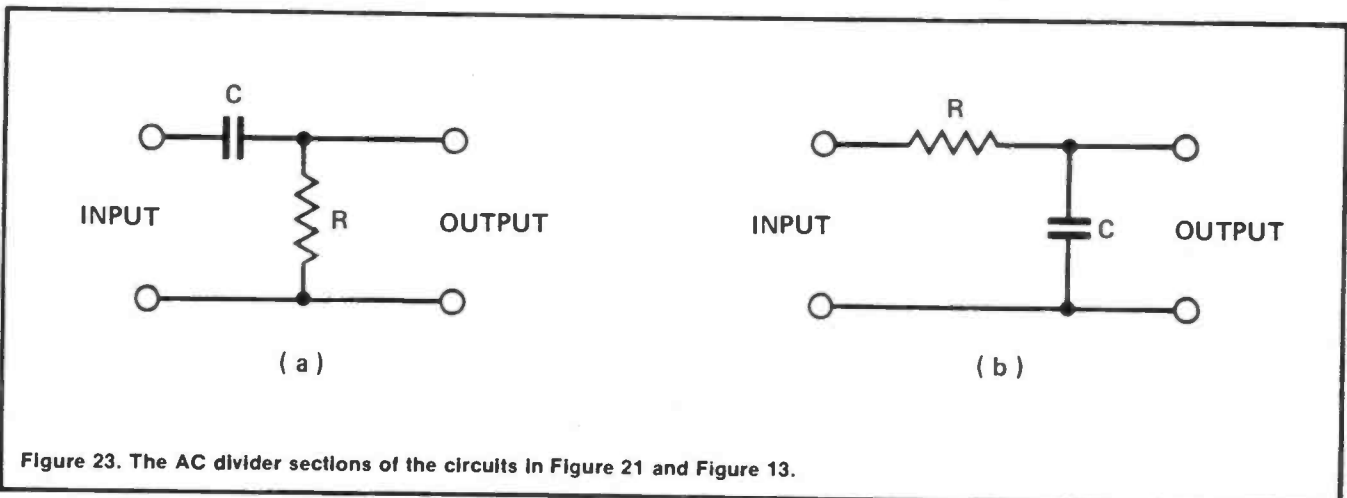 C
R
INPUT
R
OUTPUT
INPUT
C
OUTPUT
( a )
( b )
Figure 23. The AC divider sections of the circuits in Figure 21 and Figure 13.